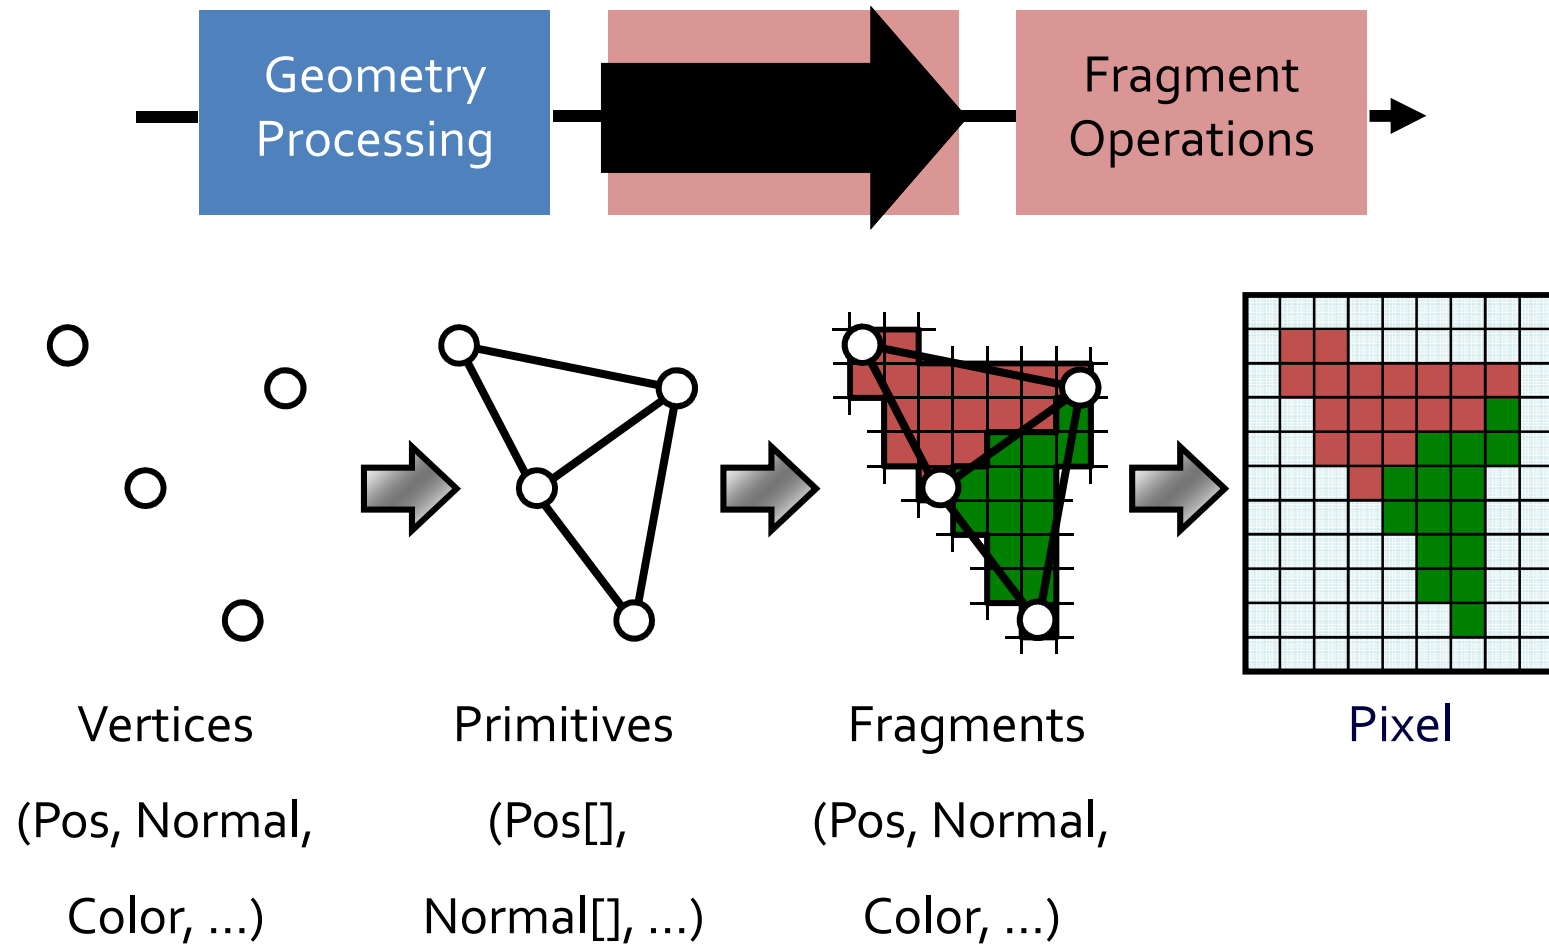 Geometry
Processing
Fragment
Operations
Vertices
(Pos, Normal,
Color, ...)
Primitives
(Pos[],
Normal[], ...)
Fragments
(Pos, Normal,
Color, ...)
Pixel